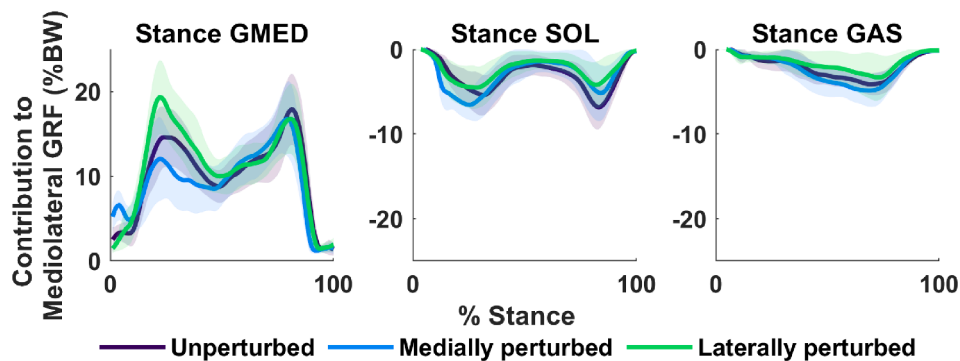 Stance GMED
Stance SOL
Stance GAS
Contribution to
Mediolateral GRF (%BW)
20
10
0
0
-10
-20
0
-10
-20
0
100
0
100
0
100
% Stance
Unperturbed
Medially perturbed
Laterally perturbed